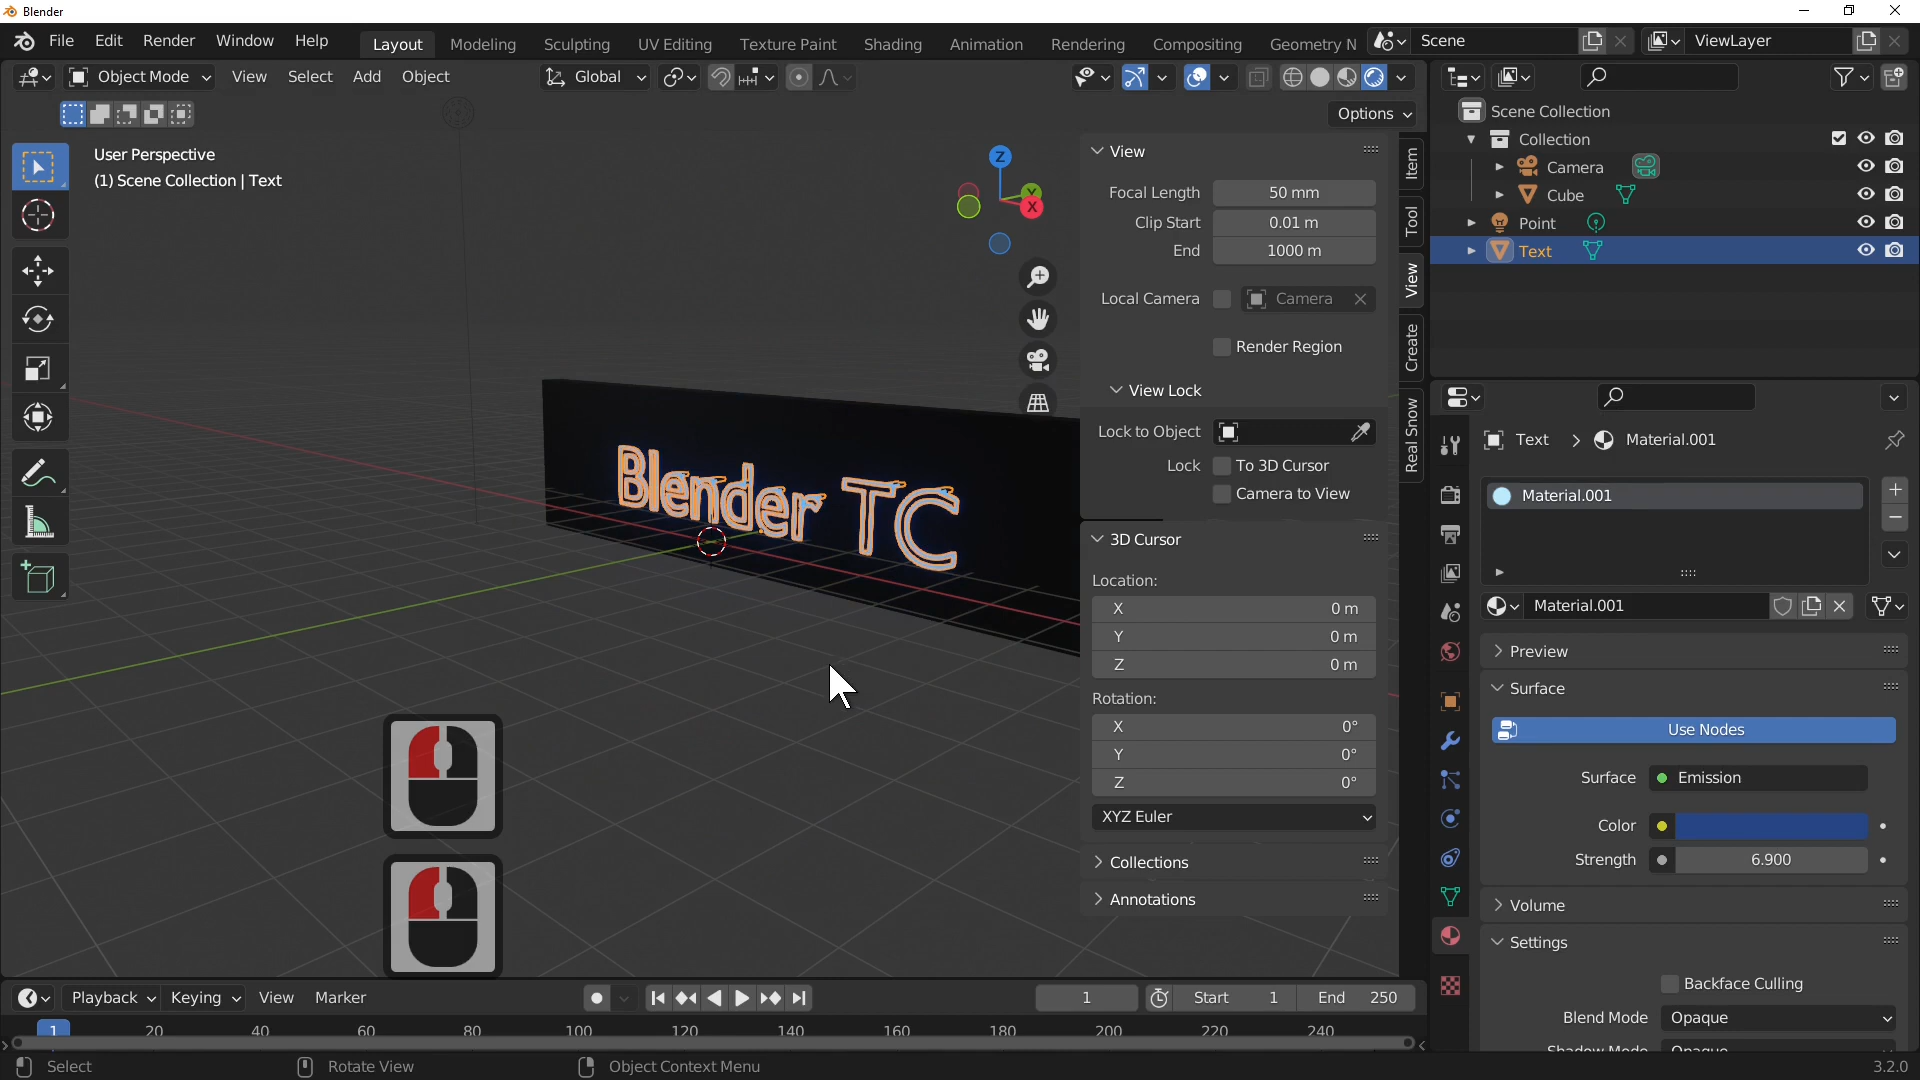 Blender
File Edit Render Window Help
Layout Modeling Sculpting UV Editing Texture Paint Shading Animation Rendering Compositing Geometry N
Scene
ViewLayer
Object Mode View Select Add Object
Global
Options
User Perspective
(1) Scene Collection | Text
Z
Y
X
Blender TC
View
Focal Length 50 mm
Clip Start 0.01 m
End 1000 m
Local Camera Camera
Render Region
View Lock
Lock to Object
Lock To 3D Cursor
Camera to View
3D Cursor
Location:
X 0 m
Y 0 m
Z 0 m
Rotation:
X 0°
Y 0°
Z 0°
XYZ Euler
Collections
Annotations
Item
Tool
View
Create
Real Snow
Scene Collection
Collection
Camera
Cube
Point
Text
Text Material.001
Material.001
Material.001
Preview
Surface
Use Nodes
Surface Emission
Color
Strength 6.900
Volume
Settings
Backface Culling
Blend Mode Opaque
Shadow Mode Opaque
Playback Keying View Marker
1
Start 1 End 250
1 20 40 60 80 100 120 140 160 180 200 220 240
Select Rotate View Object Context Menu
3.2.0